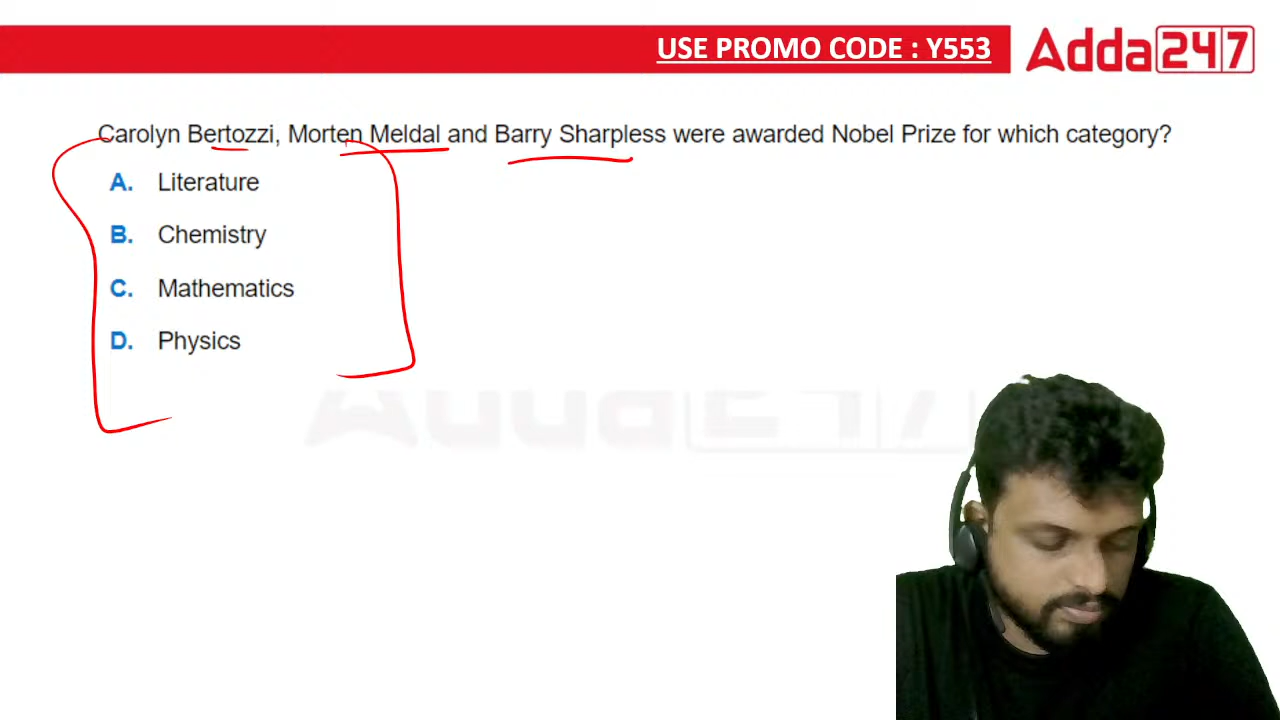 USE PROMO CODE : Y553
Adda247
Carolyn Bertozzi, Morten Meldal and Barry Sharpless were awarded Nobel Prize for which category?
A. Literature
B. Chemistry
C. Mathematics
D. Physics
Adda247